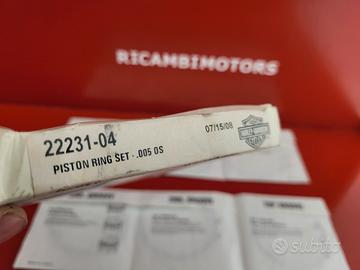 RICAMBIMOTORS
22231-04
07/15/08
PISTON RING SET - .005 OS
subito